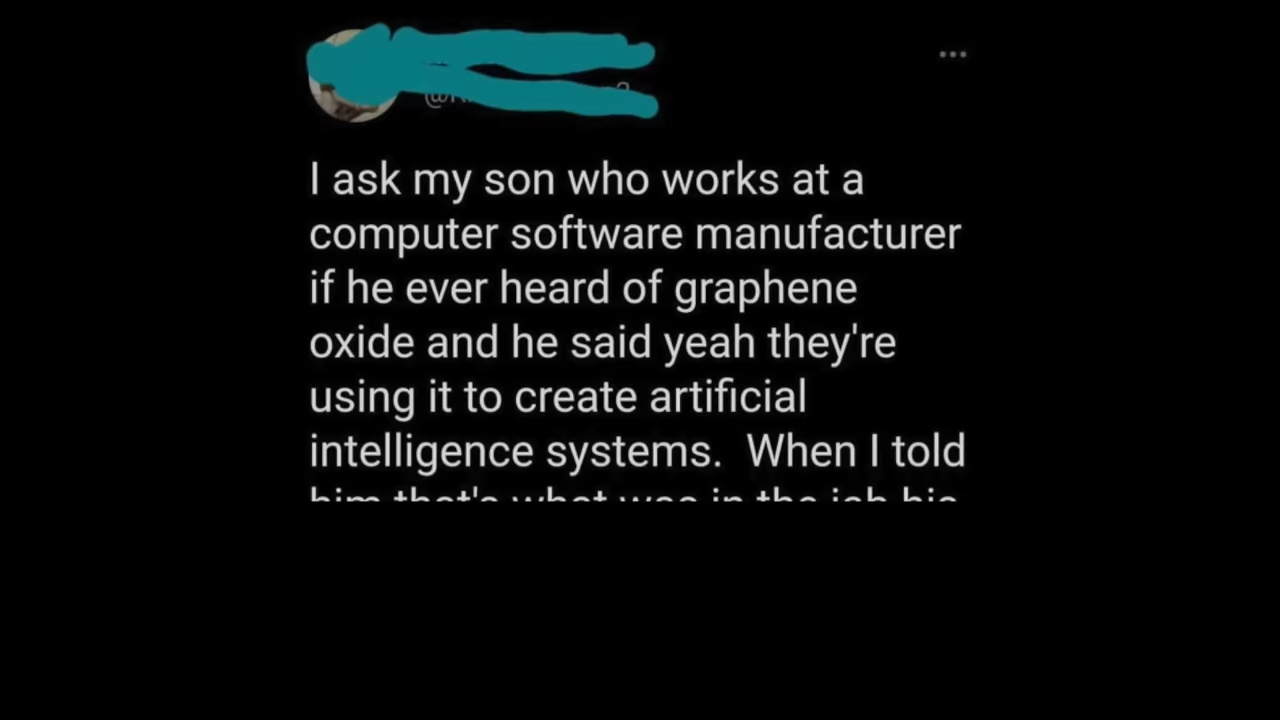 I ask my son who works at a
computer software manufacturer
if he ever heard of graphene
oxide and he said yeah they're
using it to create artificial
intelligence systems.  When I told
him that's what was in the jab his